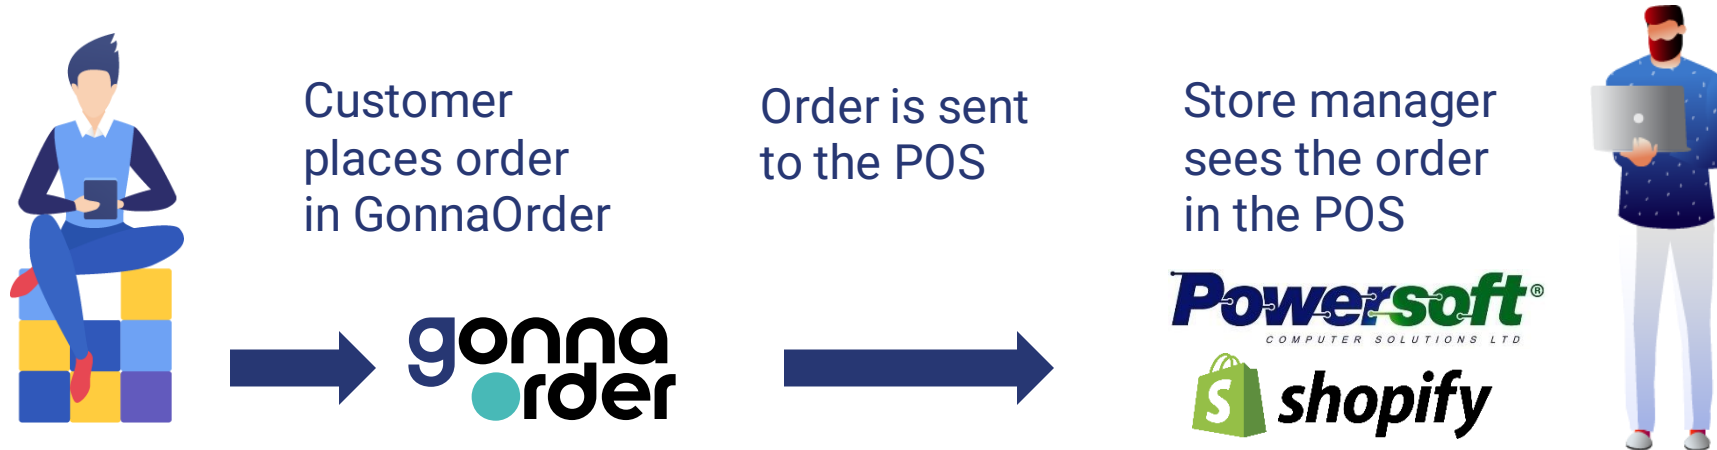 Customer
places order
in GonnaOrder
gonna
order
Order is sent
to the POS
Store manager
sees the order
in the POS
Powersoft®
COMPUTER SOLUTIONS LTD
S shopify